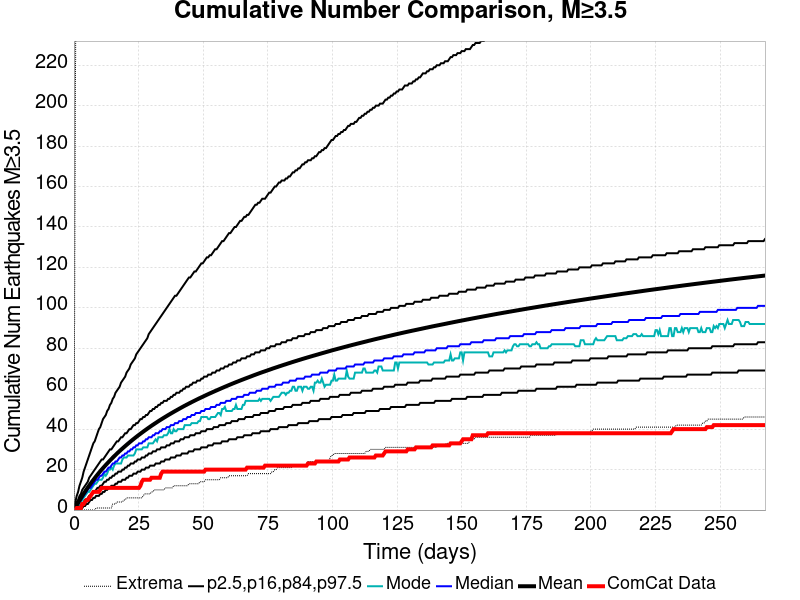 Cumulative Number Comparison, M≥3.5
Cumulative Num Earthquakes M≥3.5
220
200
180
160
140
120
100
80
60
40
20
0
0 25 50 75 100 125 150 175 200 225 250
Time (days)
Extrema p2.5,p16,p84,p97.5 Mode Median Mean ComCat Data